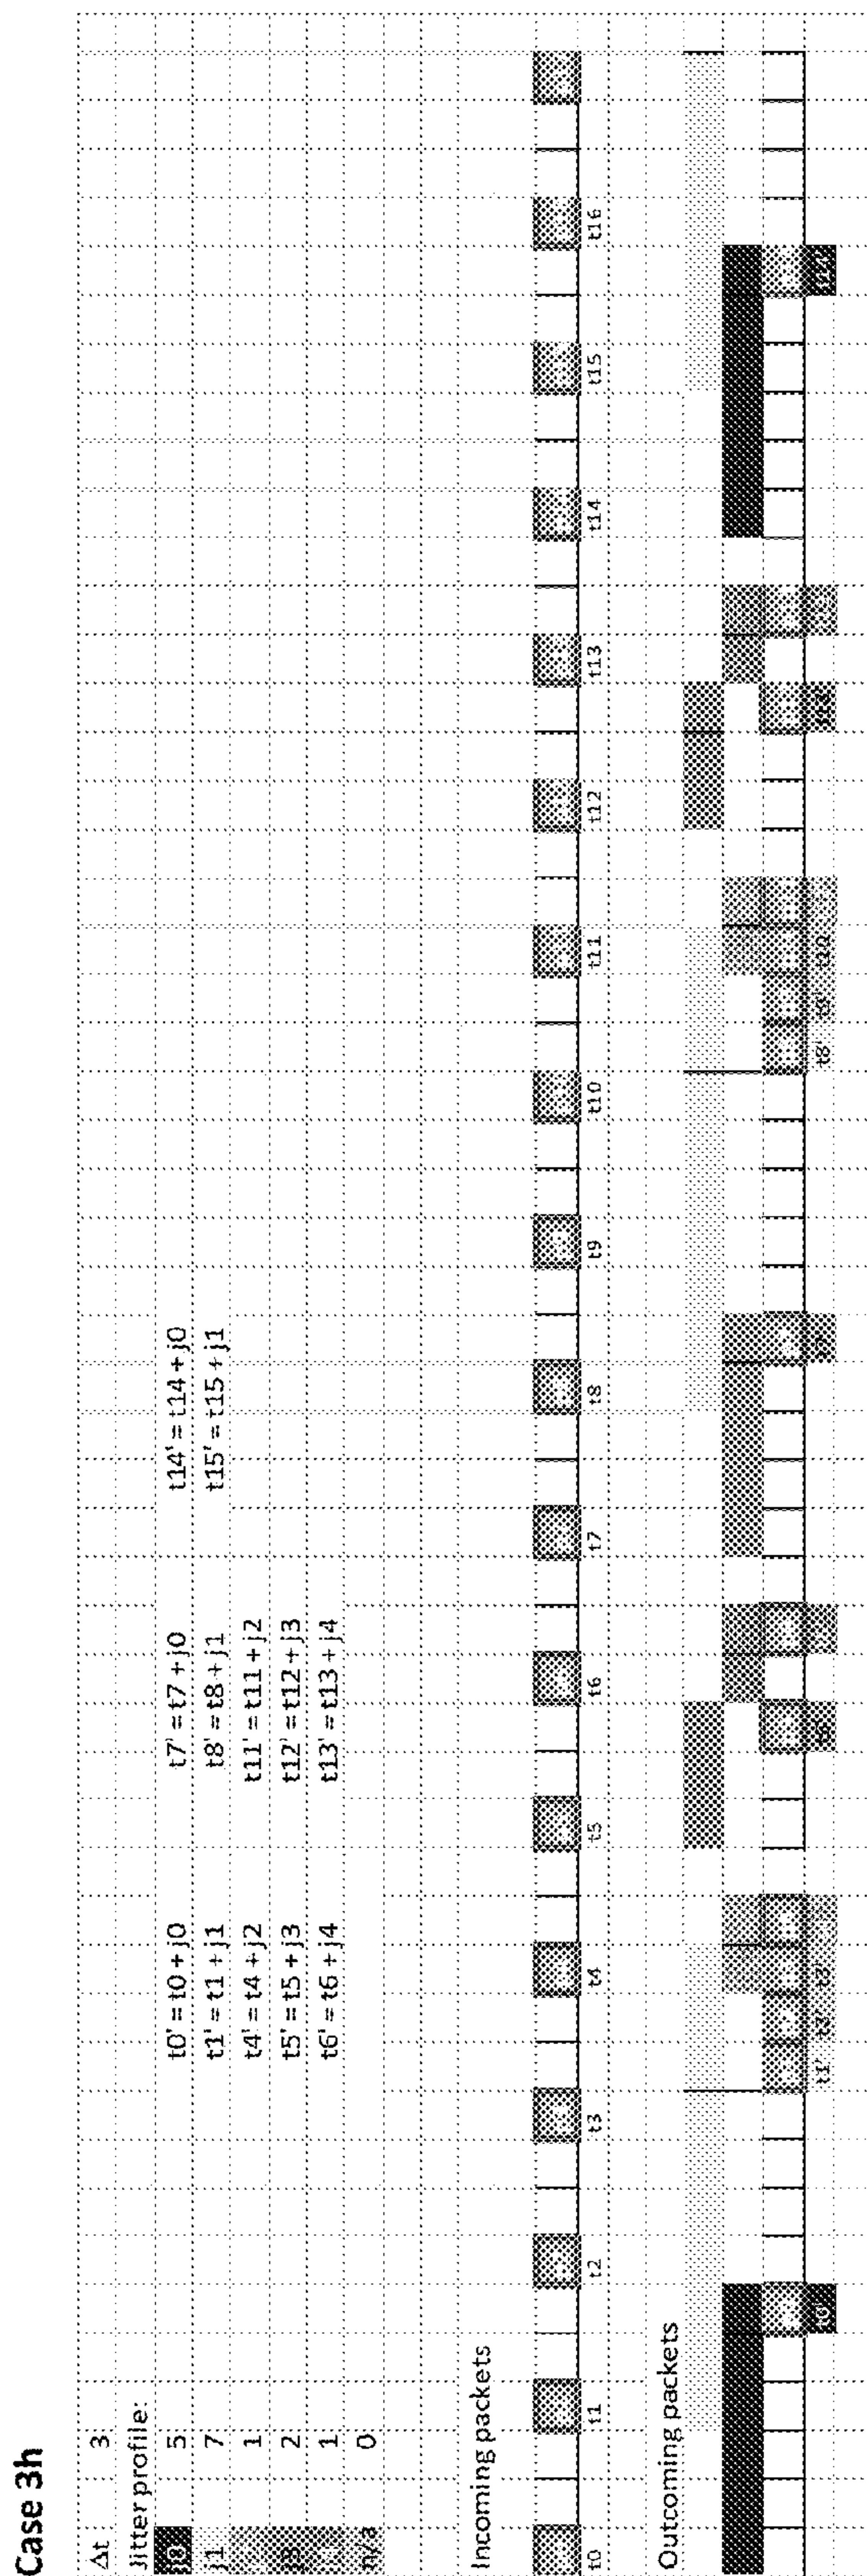 Case 3h
Δt 3
Jitter profile:
j0 5
j1 7
1
j3 2
1
n/a 0
t0' = t0 + j0
t1' = t1 + j1
t4' = t4 + j2
t5' = t5 + j3
t6' = t6 + j4
t7' = t7 + j0
t8' = t8 + j1
t11' = t11 + j2
t12' = t12 + j3
t13' = t13 + j4
t14' = t14 + j0
t15' = t15 + j1
Incoming packets
t0 t1 t2 t3 t4 t5 t6 t7 t8 t9 t10 t11 t12 t13 t14 t15 t16
Outcoming packets
t0' t1' t8' t9' t10 t14'